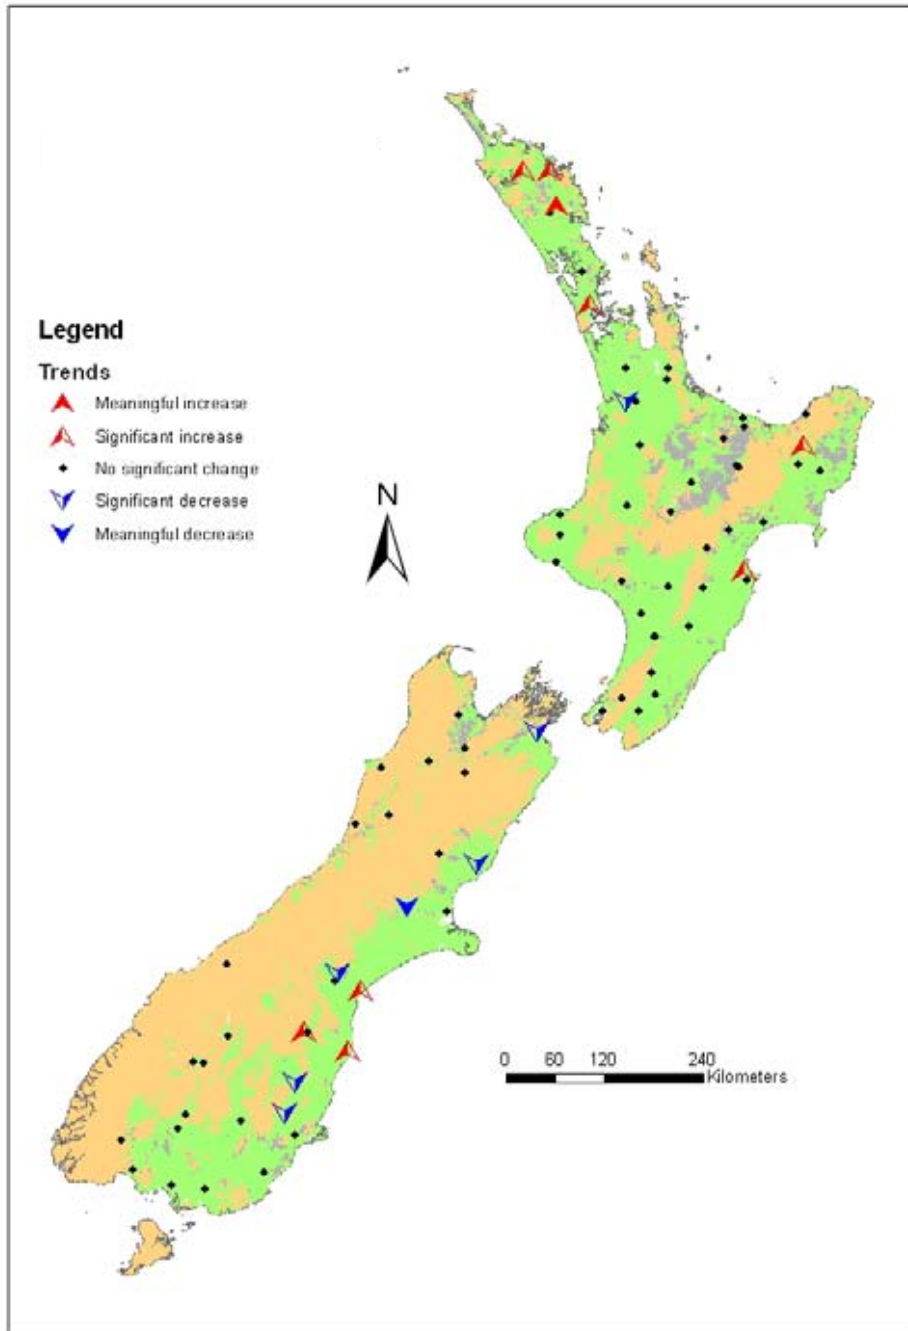 Legend
Trends
Meaningful increase
Significant increase
No significant change
Significant decrease
Meaningful decrease
N
0 60 120 240
Kilometers